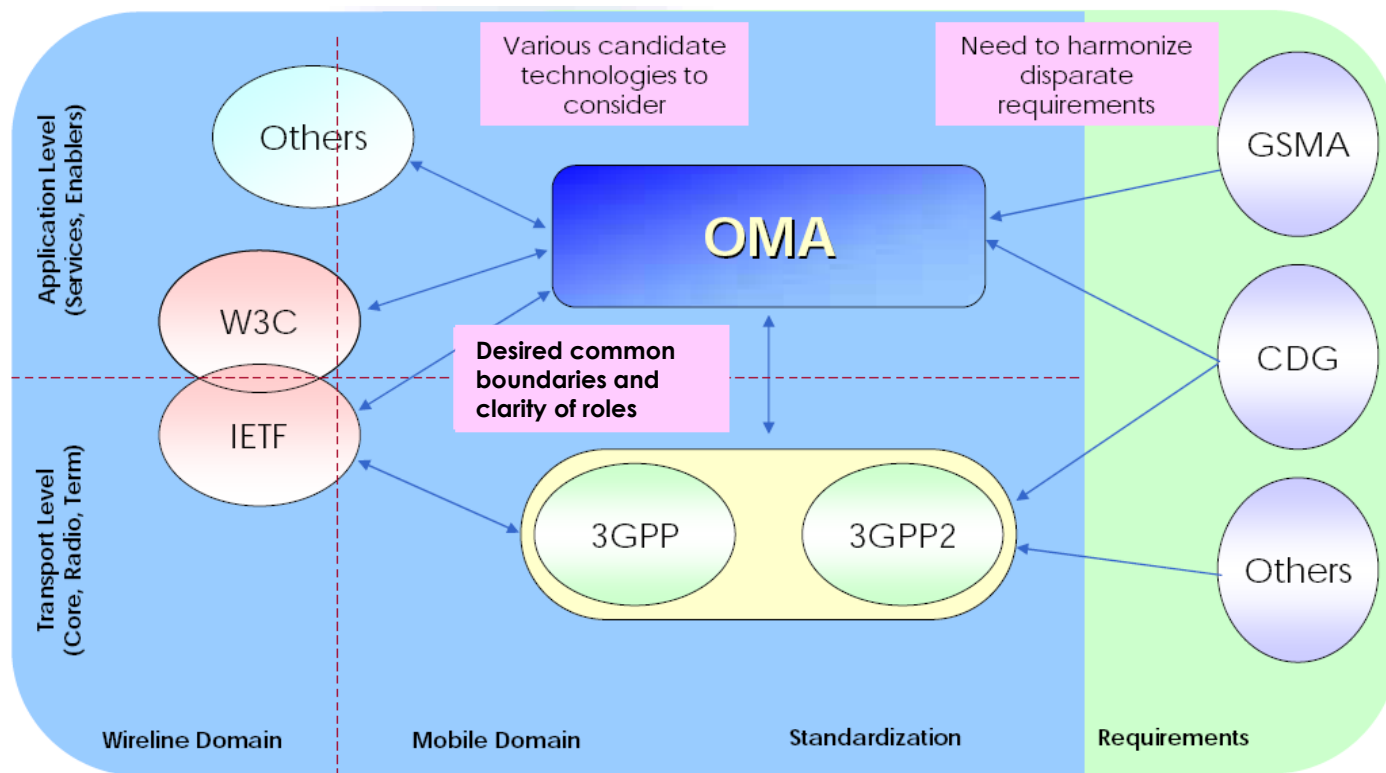 Various candidate
technologies to
consider
Need to harmonize
disparate
requirements
Application Level
(Services, Enablers)
Others
GSMA
OMA
W3C
Desired common
boundaries and
clarity of roles
CDG
IETF
Transport Level
(Core, Radio, Term)
3GPP
3GPP2
Others
Wireline Domain
Mobile Domain
Standardization
Requirements